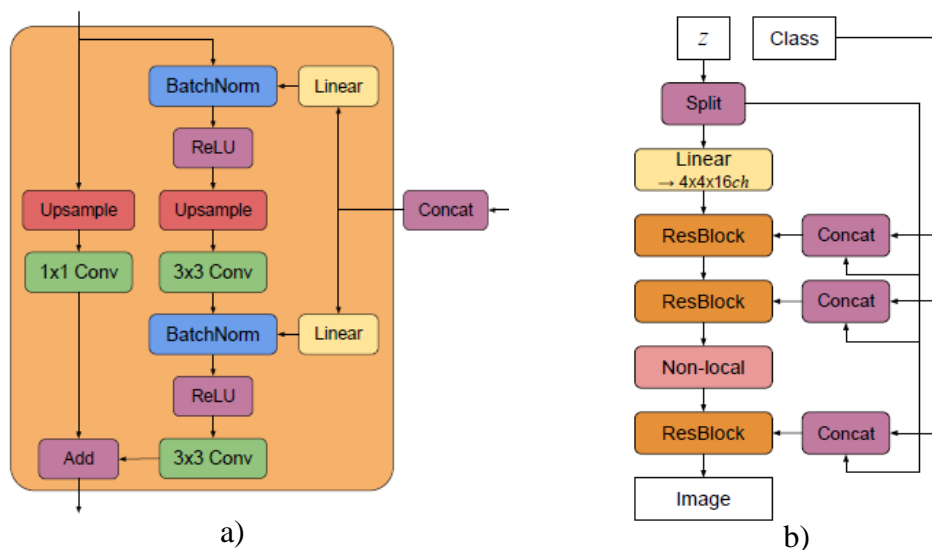 BatchNorm
Linear
ReLU
Upsample
Upsample
Concat
1x1 Conv
3x3 Conv
BatchNorm
Linear
ReLU
Add
3x3 Conv
a)
z
Class
Split
Linear
→ 4x4x16ch
ResBlock
Concat
ResBlock
Concat
Non-local
ResBlock
Concat
Image
b)